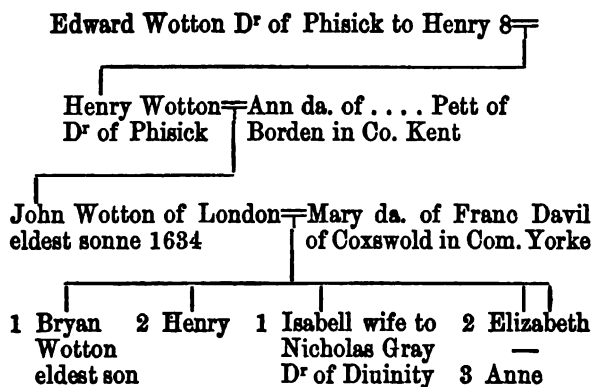 Edward Wotton Dʳ of Phisick to Henry 8
Henry Wotton Ann da. of .... Pett of
Dʳ of Phisick Borden in Co. Kent
John Wotton of London Mary da. of Franc Davil
eldest sonne 1634 of Coxswold in Com. Yorke
1 Bryan 2 Henry 1 Isabell wife to 2 Elizabeth
Wotton Nicholas Gray —
eldest son Dʳ of Diuinity 3 Anne